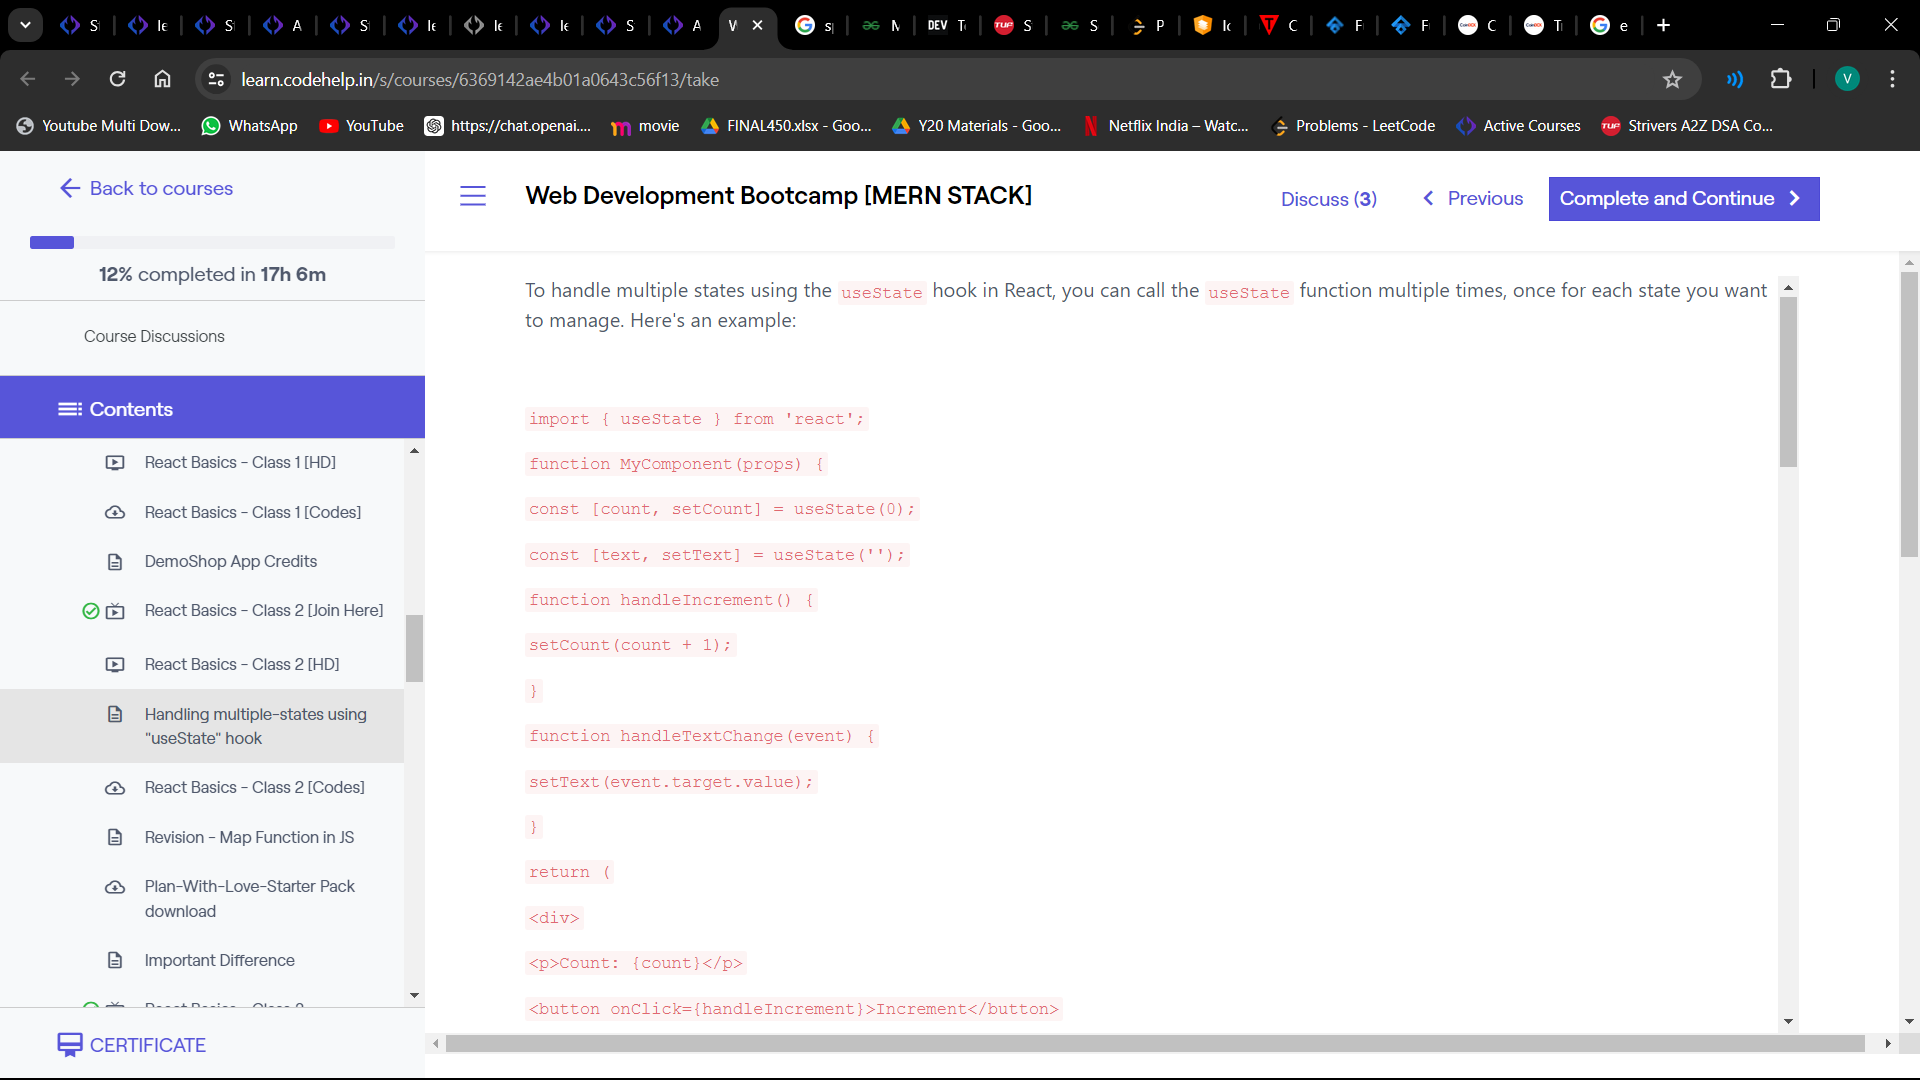 S
le
S
A
S
le
le
le
S
A
W
s
M
DEV
T
S
S
P
C
F
F
C
T
e
learn.codehelp.in/s/courses/6369142ae4b01a0643c56f13/take
V
Youtube Multi Dow...
WhatsApp
YouTube
https://chat.openai....
movie
FINAL450.xlsx - Goo...
Y20 Materials - Goo...
Netflix India – Watc...
Problems - LeetCode
Active Courses
Strivers A2Z DSA Co...
Back to courses
12% completed in 17h 6m
Course Discussions
Contents
React Basics - Class 1 [HD]
React Basics - Class 1 [Codes]
DemoShop App Credits
React Basics - Class 2 [Join Here]
React Basics - Class 2 [HD]
Handling multiple-states using
"useState" hook
React Basics - Class 2 [Codes]
Revision - Map Function in JS
Plan-With-Love-Starter Pack
download
Important Difference
CERTIFICATE
Web Development Bootcamp [MERN STACK]
Discuss (3)
Previous
Complete and Continue
To handle multiple states using the useState hook in React, you can call the useState function multiple times, once for each state you want
to manage. Here's an example:
import { useState } from 'react';
function MyComponent(props) {
const [count, setCount] = useState(0);
const [text, setText] = useState('');
function handleIncrement() {
setCount(count + 1);
}
function handleTextChange(event) {
setText(event.target.value);
}
return (
<div>
<p>Count: {count}</p>
<button onClick={handleIncrement}>Increment</button>